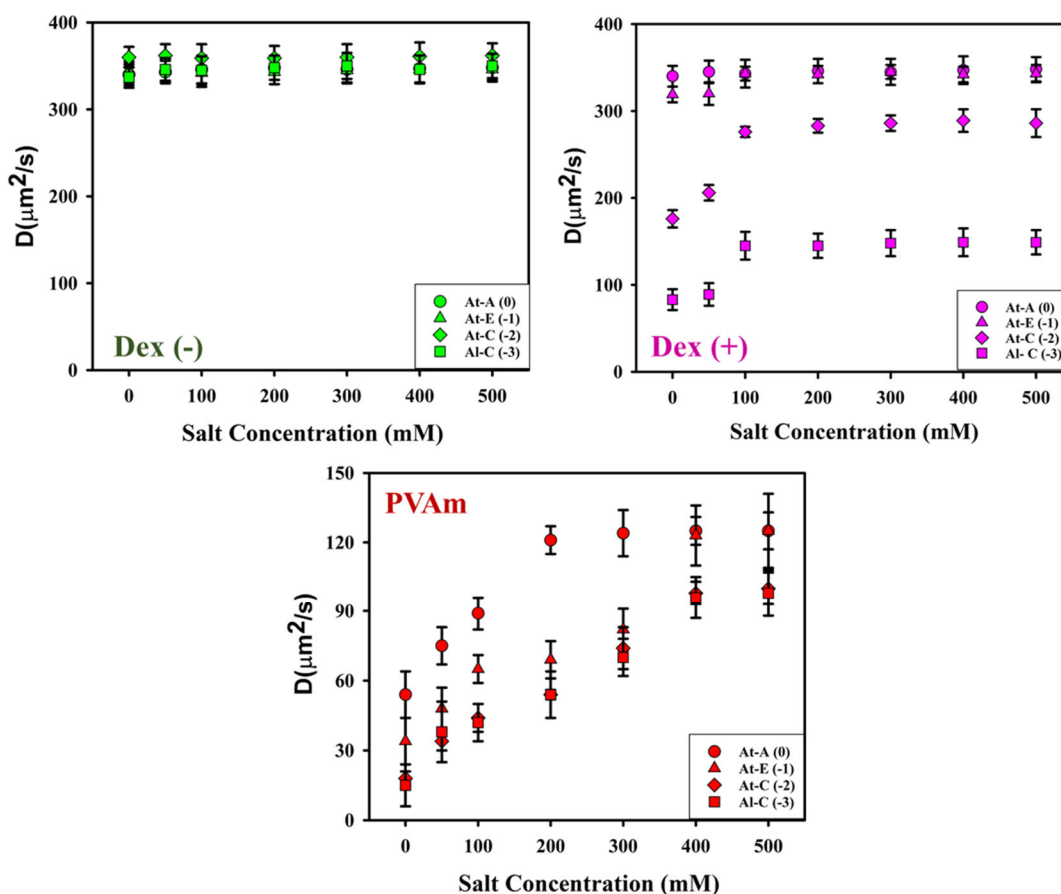 400
300
200
100
0
D(μm²/s)
At-A (0)
At-E (-1)
At-C (-2)
Al-C (-3)
Dex (-)
0 100 200 300 400 500
Salt Concentration (mM)
400
300
200
100
0
D(μm²/s)
At-A (0)
At-E (-1)
At-C (-2)
Al- C (-3)
Dex (+)
0 100 200 300 400 500
Salt Concentration (mM)
150
120
90
60
30
0
D(μm²/s)
PVAm
At-A (0)
At-E (-1)
At-C (-2)
Al-C (-3)
0 100 200 300 400 500
Salt Concentration (mM)